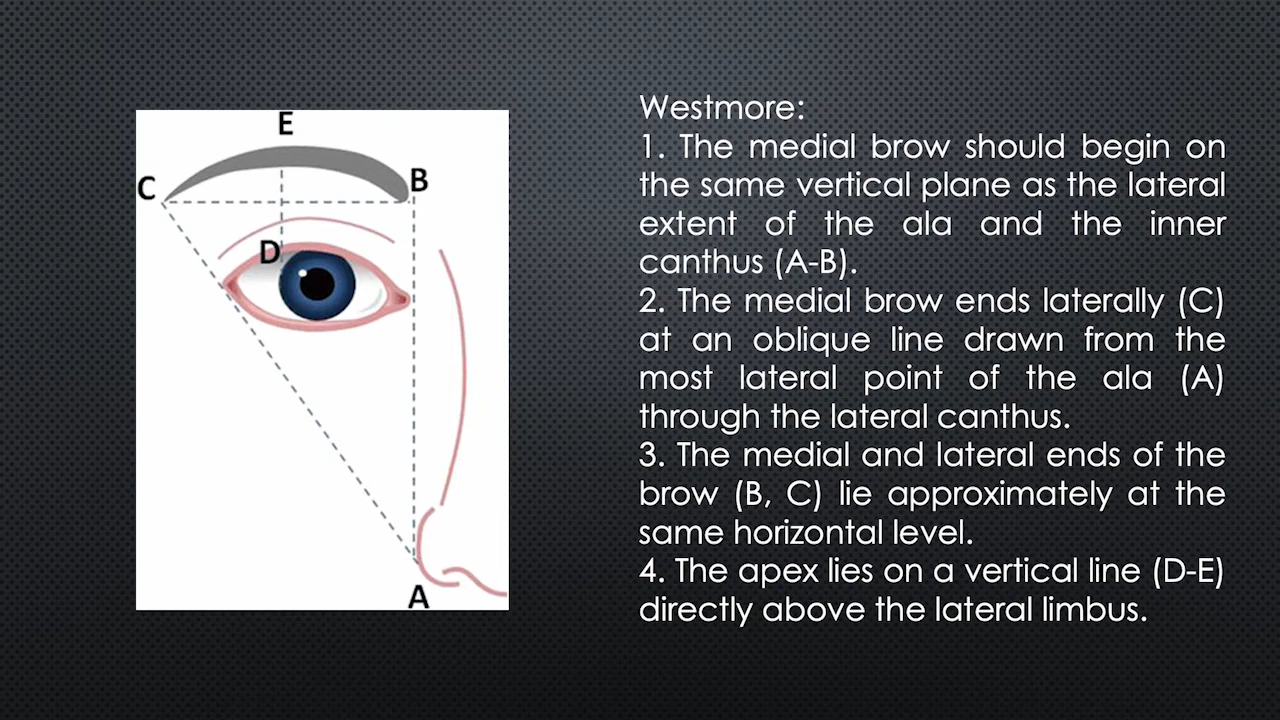 E
C
B
D
A
Westmore:
1. The medial brow should begin on
the same vertical plane as the lateral
extent of the ala and the inner
canthus (A-B).
2. The medial brow ends laterally (C)
at an oblique line drawn from the
most lateral point of the ala (A)
through the lateral canthus.
3. The medial and lateral ends of the
brow (B, C) lie approximately at the
same horizontal level.
4. The apex lies on a vertical line (D-E)
directly above the lateral limbus.